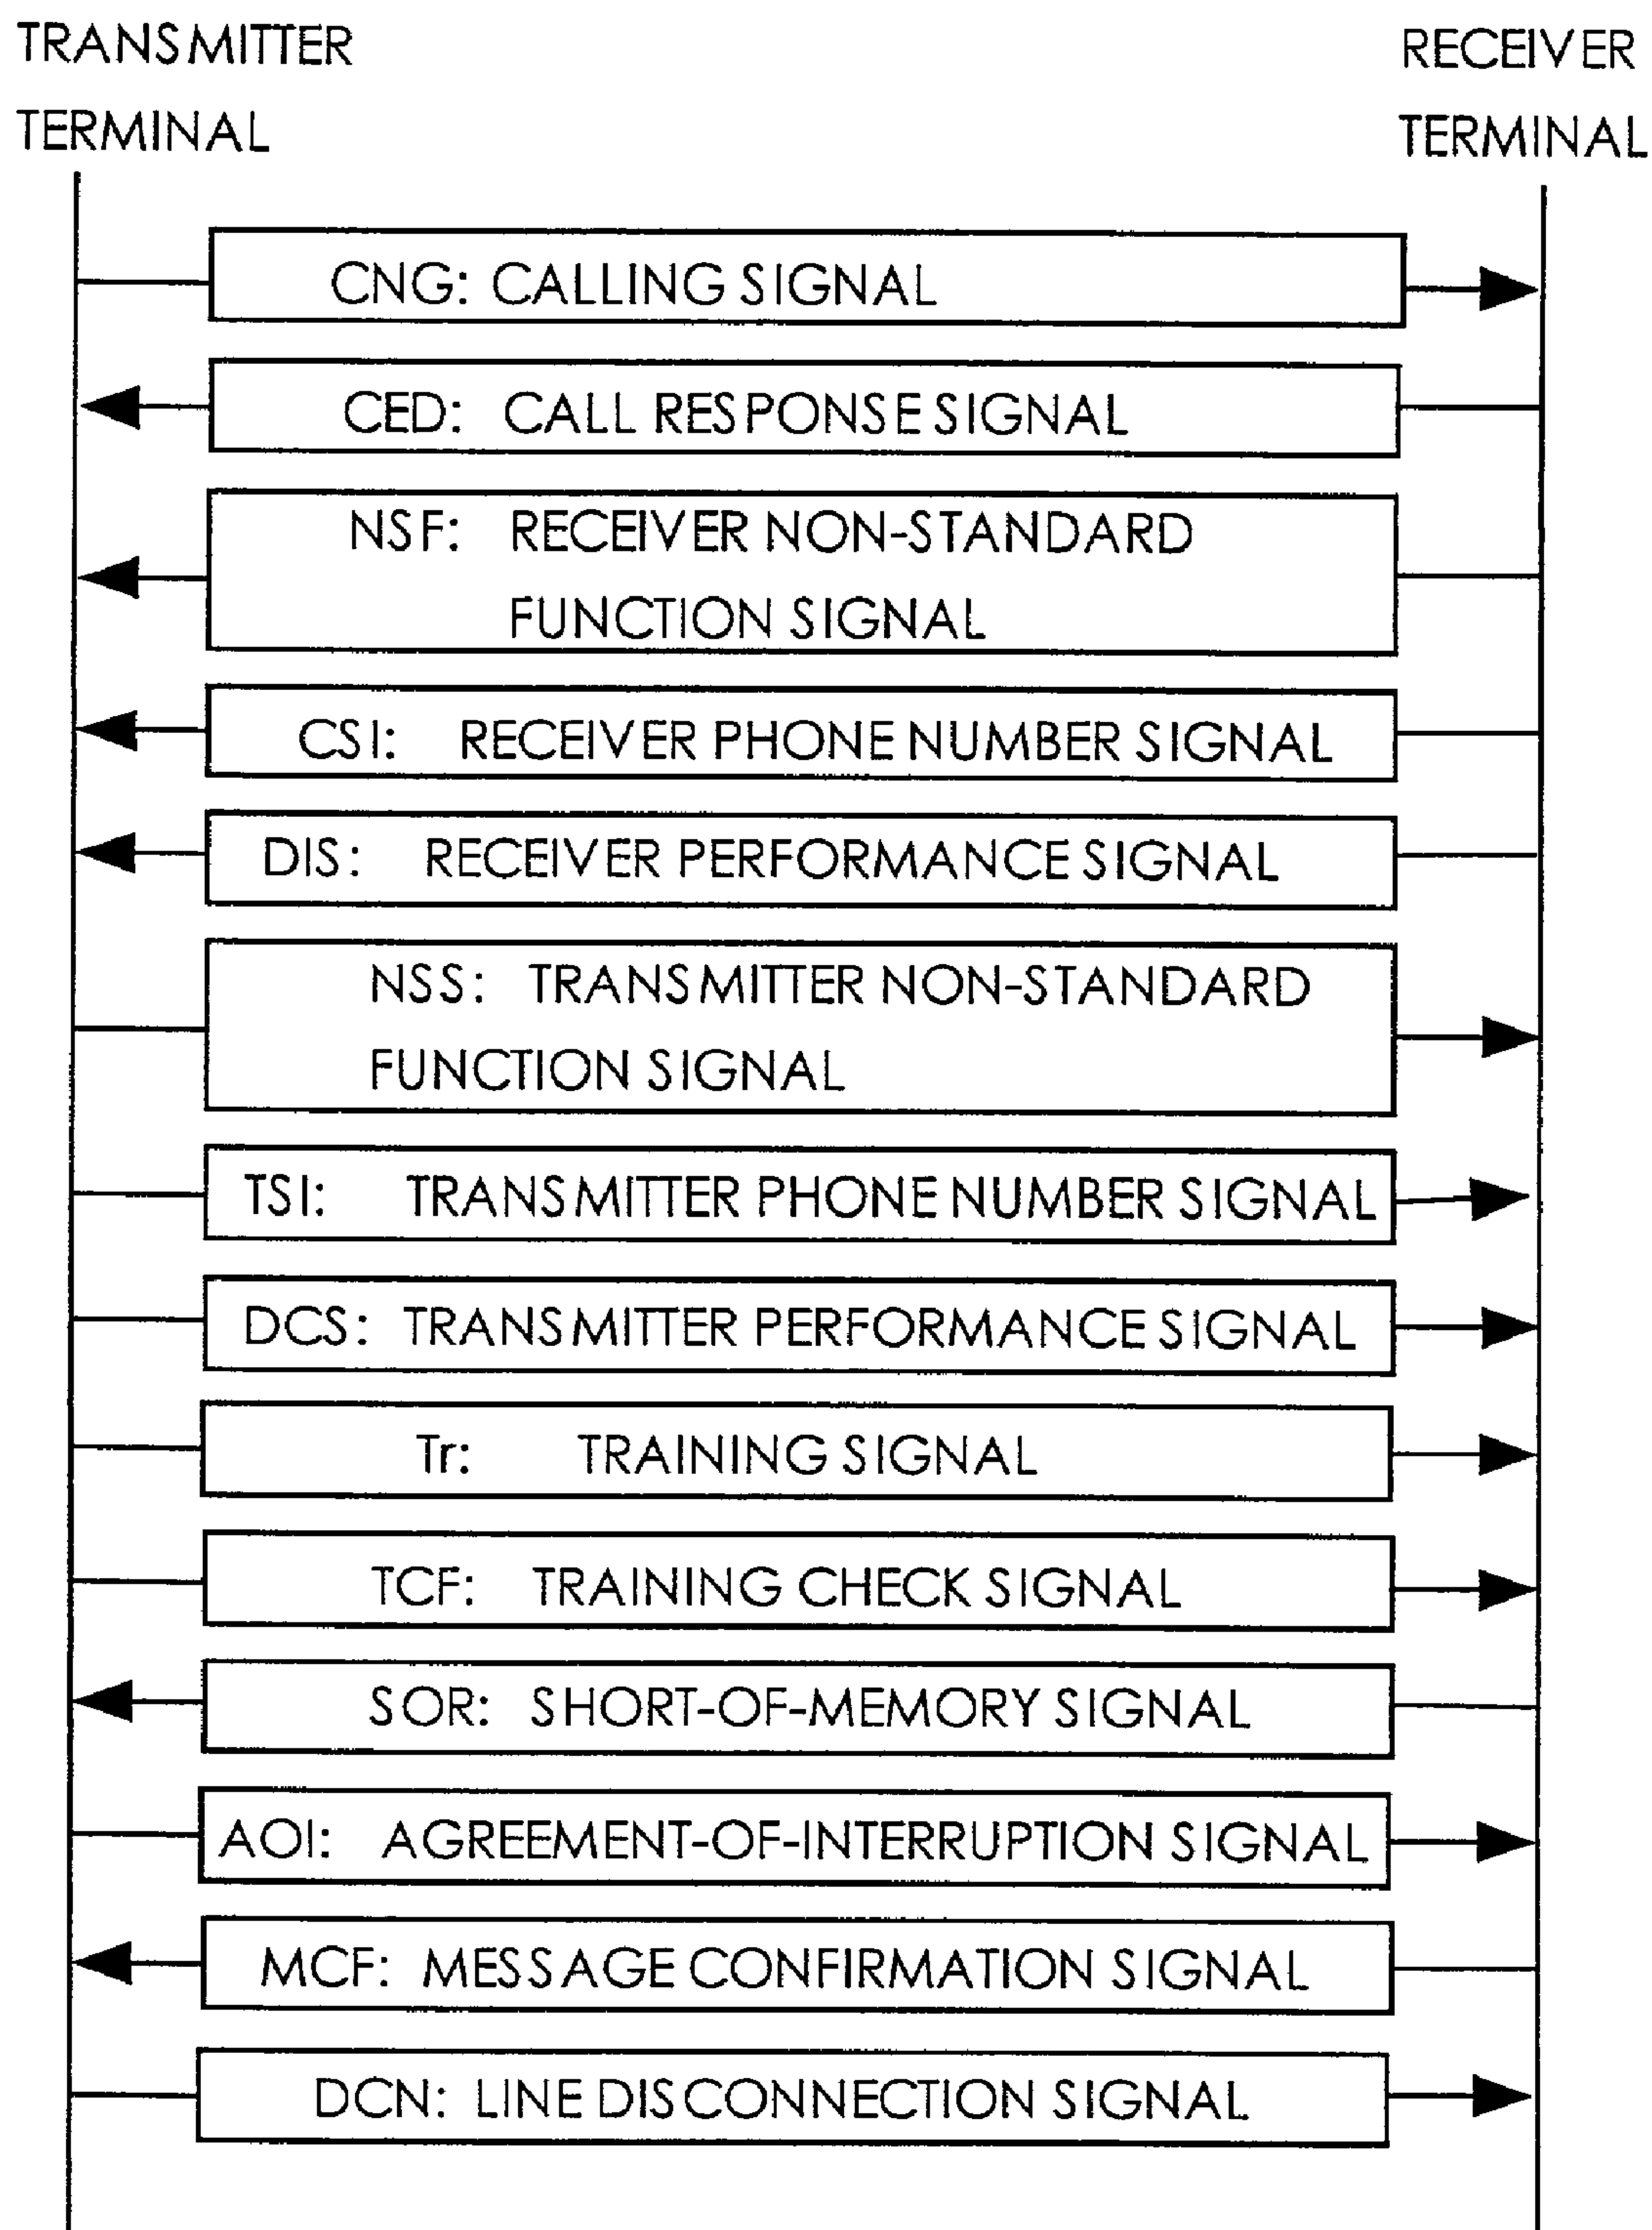 TRANSMITTER
TERMINAL
RECEIVER
TERMINAL
CNG: CALLING SIGNAL
CED: CALL RESPONSE SIGNAL
NSF: RECEIVER NON-STANDARD
FUNCTION SIGNAL
CSI: RECEIVER PHONE NUMBER SIGNAL
DIS: RECEIVER PERFORMANCE SIGNAL
NSS: TRANSMITTER NON-STANDARD
FUNCTION SIGNAL
TSI: TRANSMITTER PHONE NUMBER SIGNAL
DCS: TRANSMITTER PERFORMANCE SIGNAL
Tr: TRAINING SIGNAL
TCF: TRAINING CHECK SIGNAL
SOR: SHORT-OF-MEMORY SIGNAL
AOI: AGREEMENT-OF-INTERRUPTION SIGNAL
MCF: MESSAGE CONFIRMATION SIGNAL
DCN: LINE DISCONNECTION SIGNAL